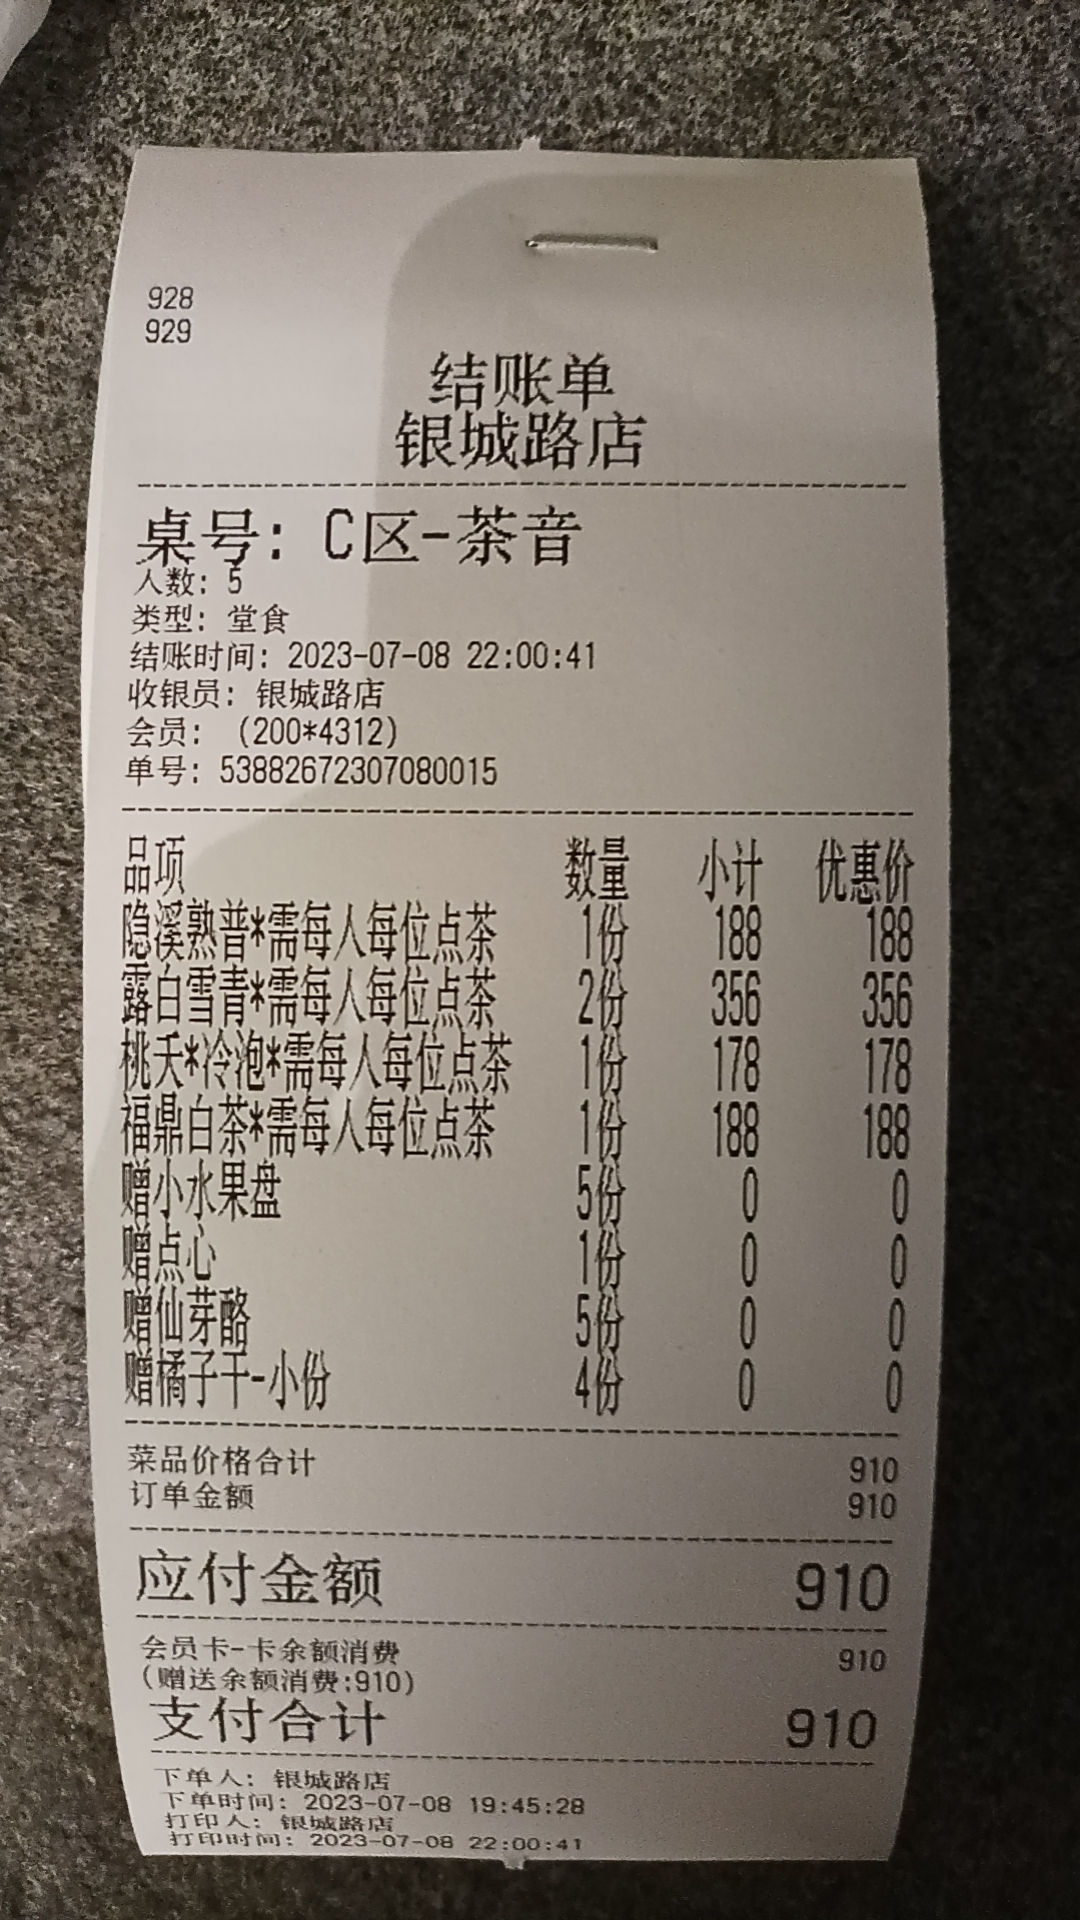 928
929
结账单
银城路店
桌号: C区-茶音
人数: 5
类型: 堂食
结账时间: 2023-07-08 22:00:41
收银员: 银城路店
会员: (200*4312)
单号: 53882672307080015
品项 数量 小计 优惠价
隐溪熟普*需每人每位点茶 1份 188 188
露白雪青*需每人每位点茶 2份 356 356
桃夭*冷泡*需每人每位点茶 1份 178 178
福鼎白茶*需每人每位点茶 1份 188 188
赠小水果盘 5份 0 0
赠点心 1份 0 0
赠仙芽酪 5份 0 0
赠橘子干-小份 4份 0 0
菜品价格合计 910
订单金额 910
应付金额 910
会员卡-卡余额消费 910
(赠送余额消费:910)
支付合计 910
下单人: 银城路店
下单时间: 2023-07-08 19:45:28
打印人: 银城路店
打印时间: 2023-07-08 22:00:41